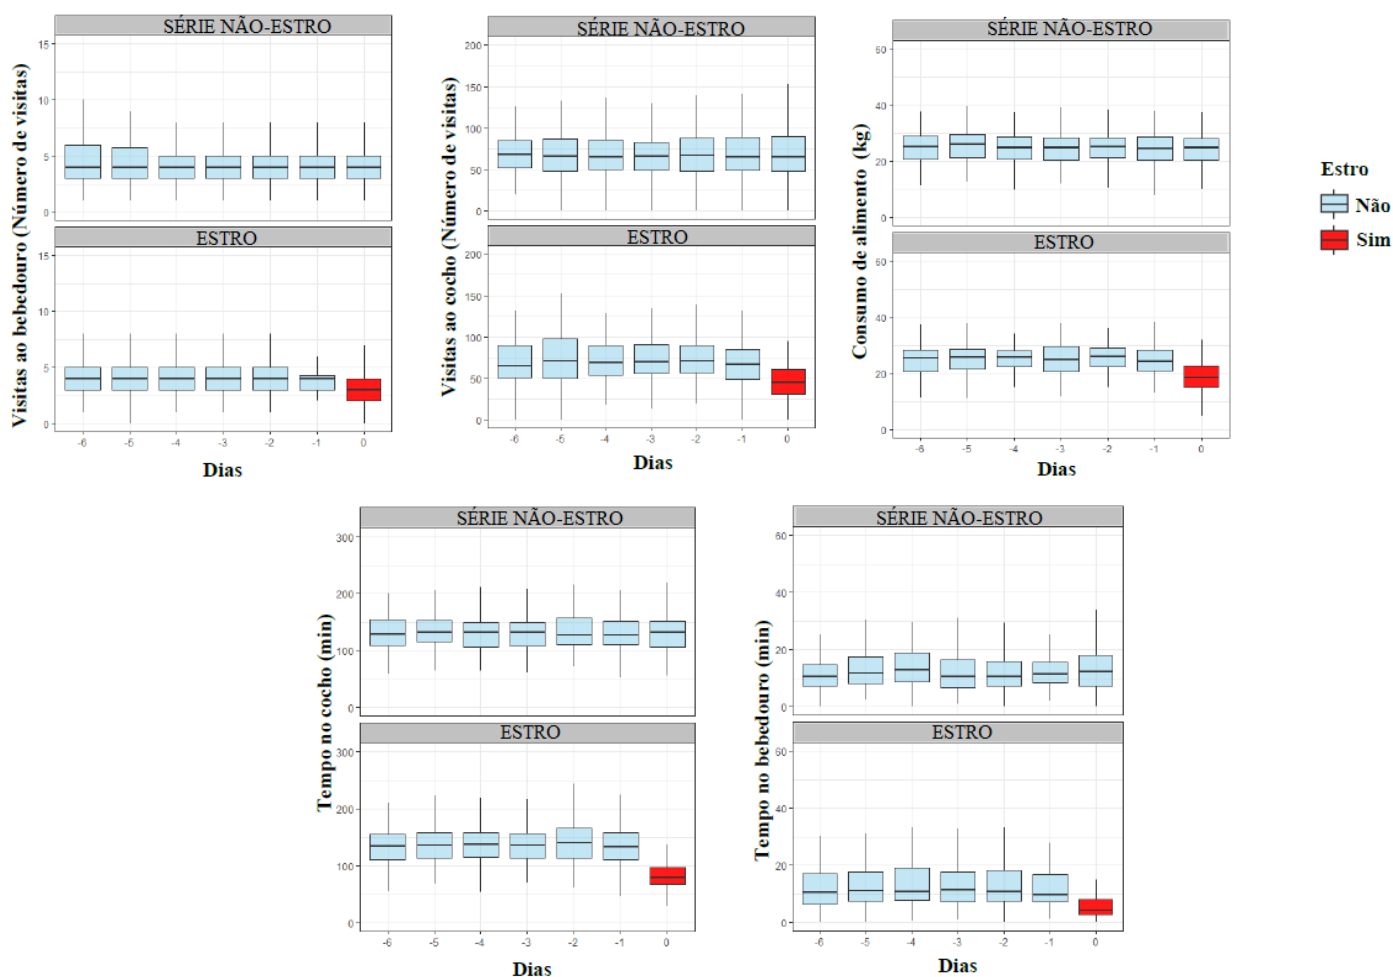 SÉRIE NÃO-ESTRO
15
10
5
0
ESTRO
15
10
5
0
-6 -5 -4 -3 -2 -1 0
Dias
Visitas ao bebedouro (Número de visitas)
SÉRIE NÃO-ESTRO
200
150
100
50
0
ESTRO
200
150
100
50
0
-6 -5 -4 -3 -2 -1 0
Dias
Visitas ao cocho (Número de visitas)
SÉRIE NÃO-ESTRO
60
40
20
0
ESTRO
60
40
20
0
-6 -5 -4 -3 -2 -1 0
Dias
Consumo de alimento (kg)
Estro
Não
Sim
SÉRIE NÃO-ESTRO
300
200
100
0
ESTRO
300
200
100
0
-6 -5 -4 -3 -2 -1 0
Dias
Tempo no cocho (min)
SÉRIE NÃO-ESTRO
60
40
20
0
ESTRO
60
40
20
0
-6 -5 -4 -3 -2 -1 0
Dias
Tempo no bebedouro (min)